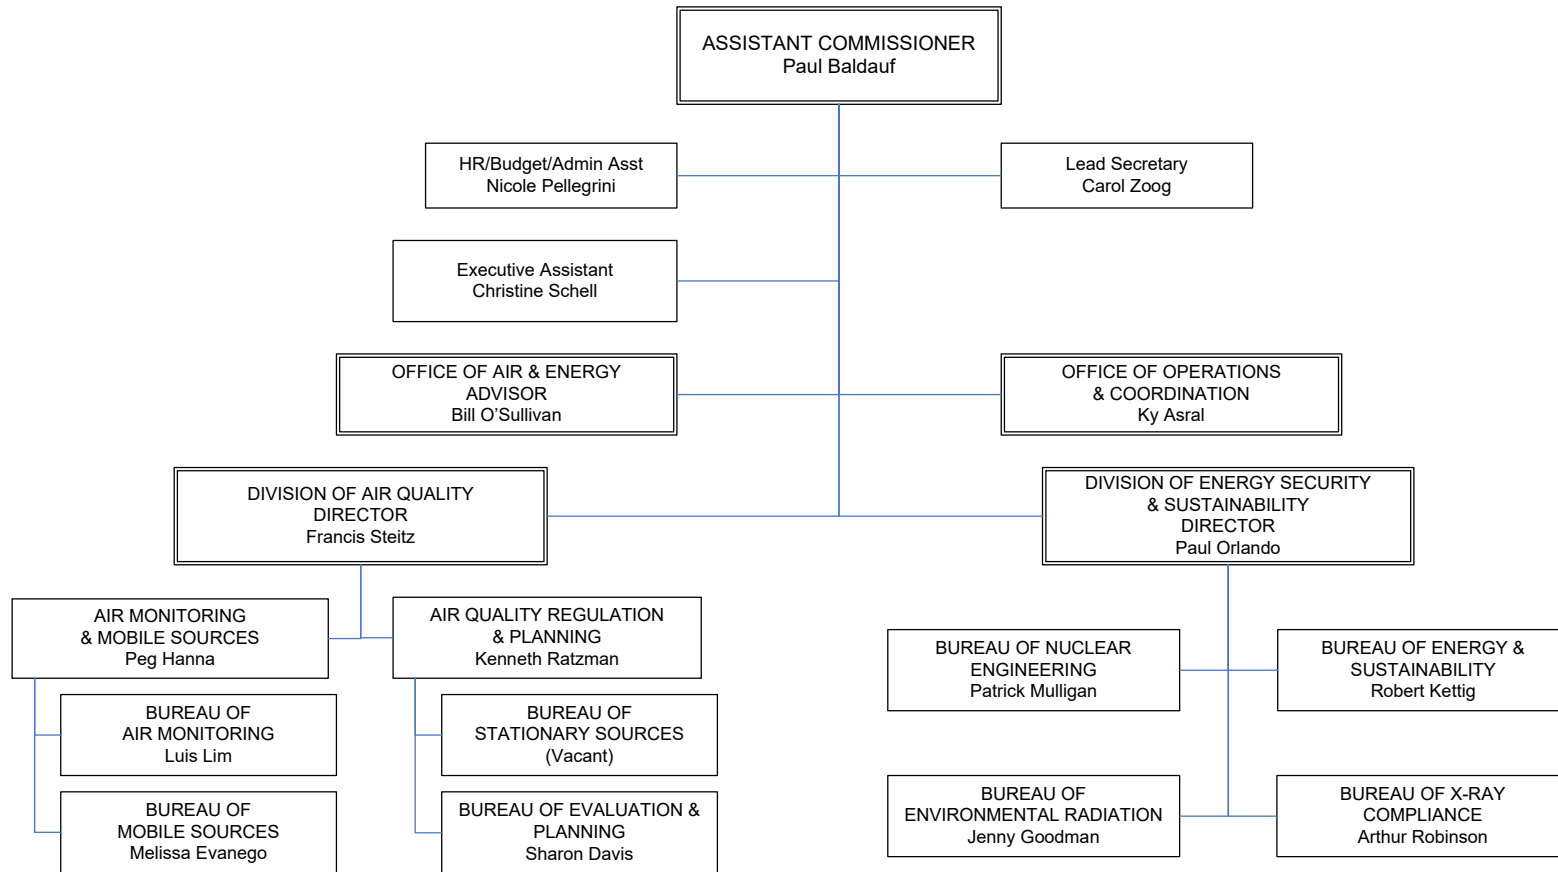 ASSISTANT COMMISSIONER
Paul Baldauf
HR/Budget/Admin Asst
Nicole Pellegrini
Lead Secretary
Carol Zoog
Executive Assistant
Christine Schell
OFFICE OF AIR & ENERGY
ADVISOR
Bill O’Sullivan
OFFICE OF OPERATIONS
& COORDINATION
Ky Asral
DIVISION OF AIR QUALITY
DIRECTOR
Francis Steitz
DIVISION OF ENERGY SECURITY
& SUSTAINABILITY
DIRECTOR
Paul Orlando
AIR MONITORING
& MOBILE SOURCES
Peg Hanna
AIR QUALITY REGULATION
& PLANNING
Kenneth Ratzman
BUREAU OF NUCLEAR
ENGINEERING
Patrick Mulligan
BUREAU OF ENERGY &
SUSTAINABILITY
Robert Kettig
BUREAU OF
AIR MONITORING
Luis Lim
BUREAU OF
STATIONARY SOURCES
(Vacant)
BUREAU OF
MOBILE SOURCES
Melissa Evanego
BUREAU OF EVALUATION &
PLANNING
Sharon Davis
BUREAU OF
ENVIRONMENTAL RADIATION
Jenny Goodman
BUREAU OF X-RAY
COMPLIANCE
Arthur Robinson